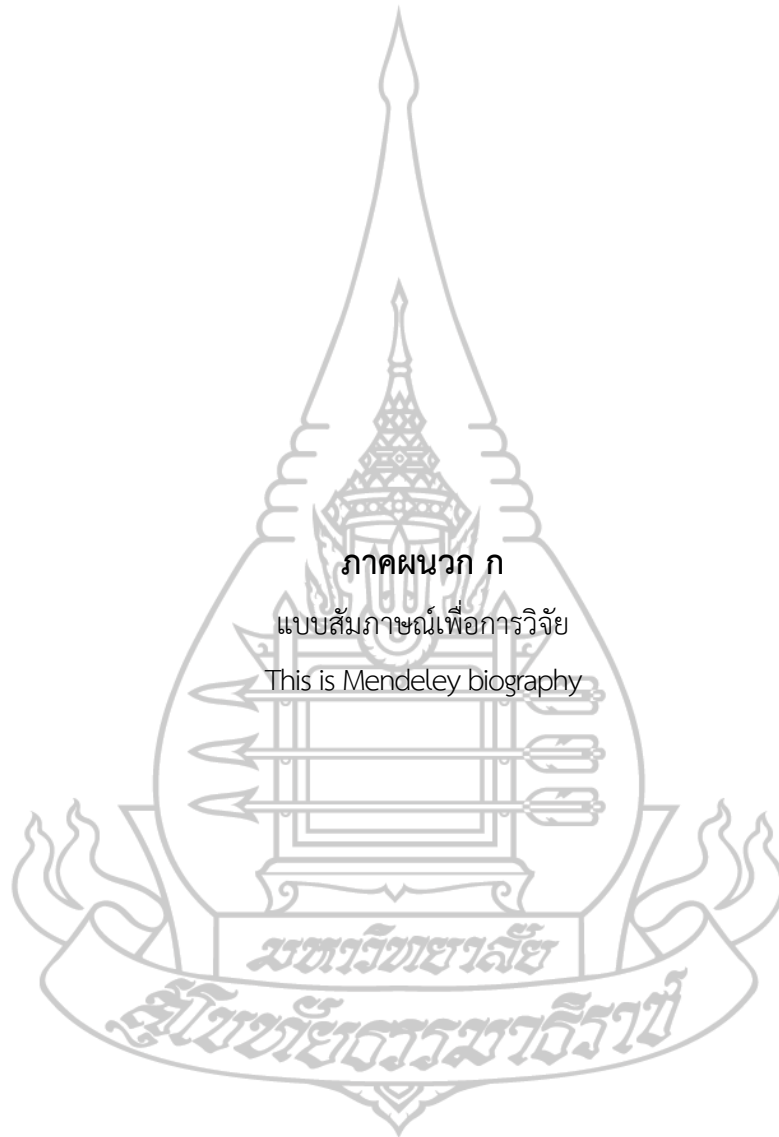 ภาคผนวก ก
แบบสัมภาษณ์เพื่อการวิจัย
This is Mendeley biography
มหาวิทยาลัย
สุโขทัยธรรมาธิราช